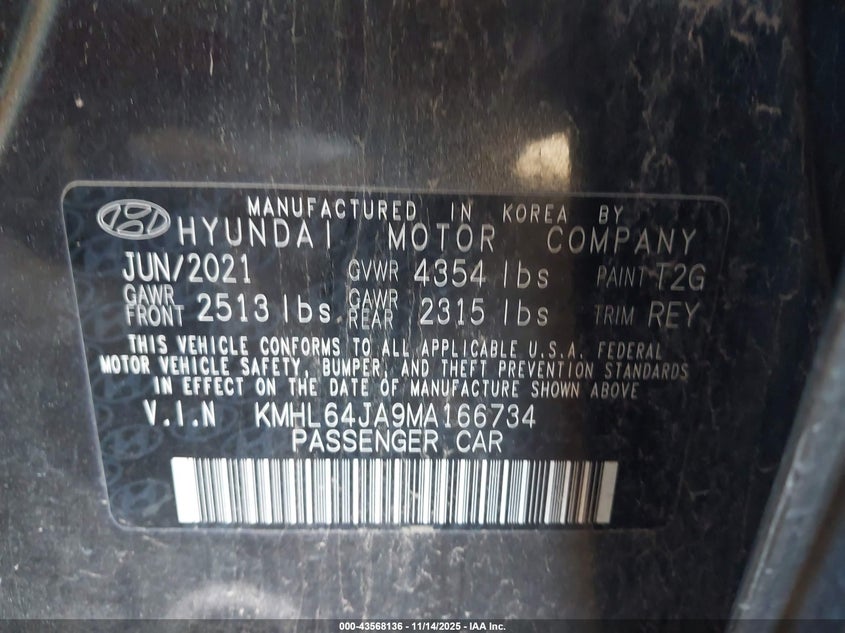 MANUFACTURED IN KOREA BY
HYUNDAI MOTOR COMPANY
JUN/2021 GVWR 4354 lbs PAINT T2G
GAWR FRONT 2513 lbs. GAWR REAR 2315 lbs TRIM REY
THIS VEHICLE CONFORMS TO ALL APPLICABLE U.S.A. FEDERAL
MOTOR VEHICLE SAFETY, BUMPER, AND THEFT PREVENTION STANDARDS
IN EFFECT ON THE DATE OF MANUFACTURE SHOWN ABOVE
V.I.N KMHL64JA9MA166734
PASSENGER CAR
000-43568136 - 11/14/2025 - IAA Inc.